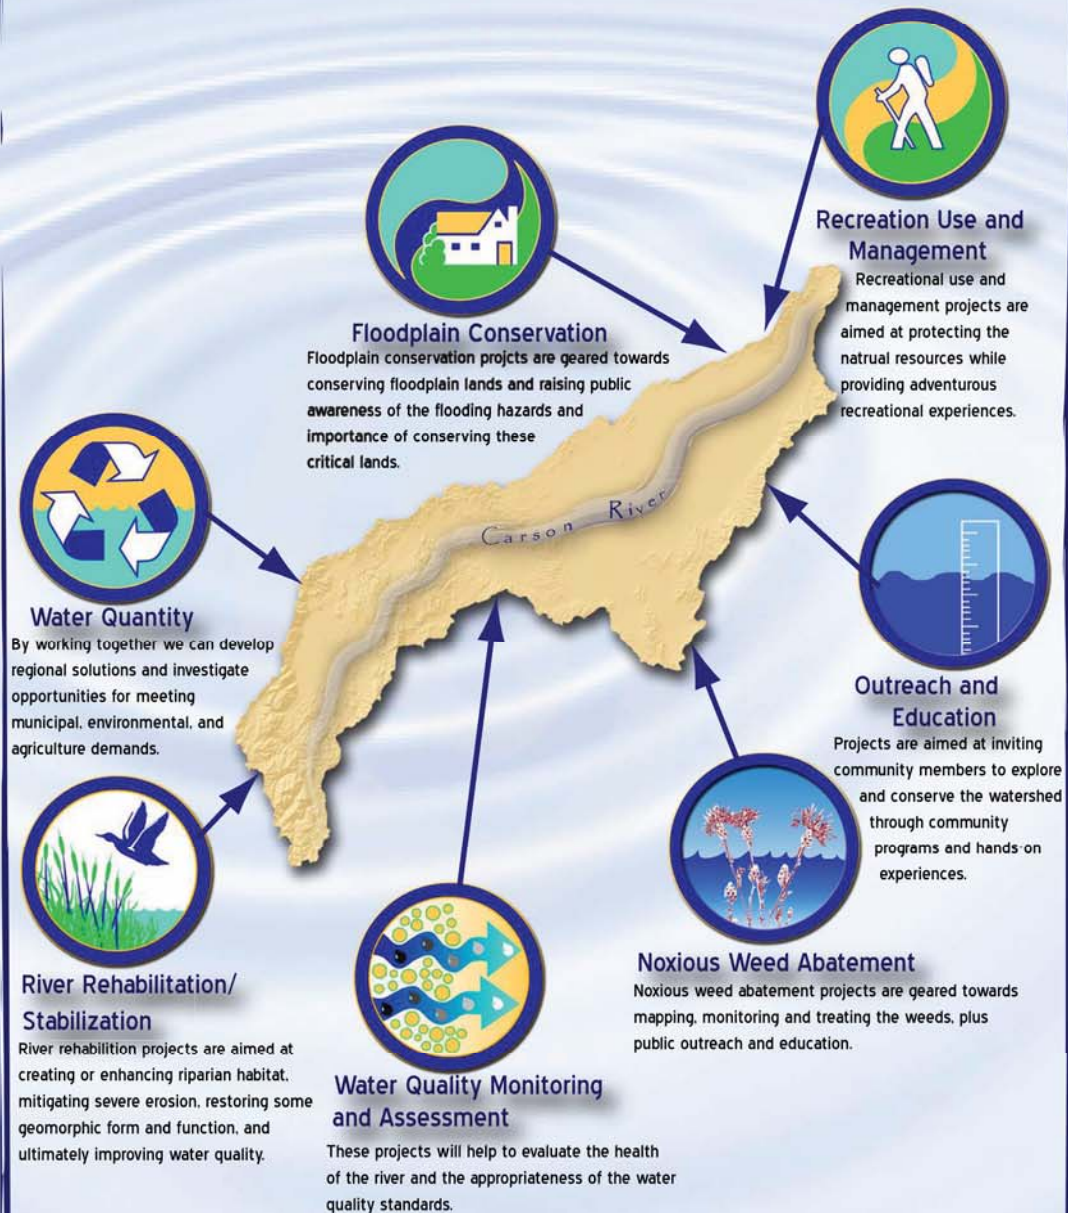 Recreation Use and
Management
Recreational use and
management projects are
aimed at protecting the
natrual resources while
providing adventurous
recreational experiences.
Floodplain Conservation
Floodplain conservation projcts are geared towards
conserving floodplain lands and raising public
awareness of the flooding hazards and
importance of conserving these
critical lands.
Carson River
Water Quantity
By working together we can develop
regional solutions and investigate
opportunities for meeting
municipal, environmental, and
agriculture demands.
Outreach and
Education
Projects are aimed at inviting
community members to explore
and conserve the watershed
through community
programs and hands-on
experiences.
River Rehabilitation/
Stabilization
River rehabilition projects are aimed at
creating or enhancing riparian habitat,
mitigating severe erosion, restoring some
geomorphic form and function, and
ultimately improving water quality.
Noxious Weed Abatement
Noxious weed abatement projects are geared towards
mapping, monitoring and treating the weeds, plus
public outreach and education.
Water Quality Monitoring
and Assessment
These projects will help to evaluate the health
of the river and the appropriateness of the water
quality standards.